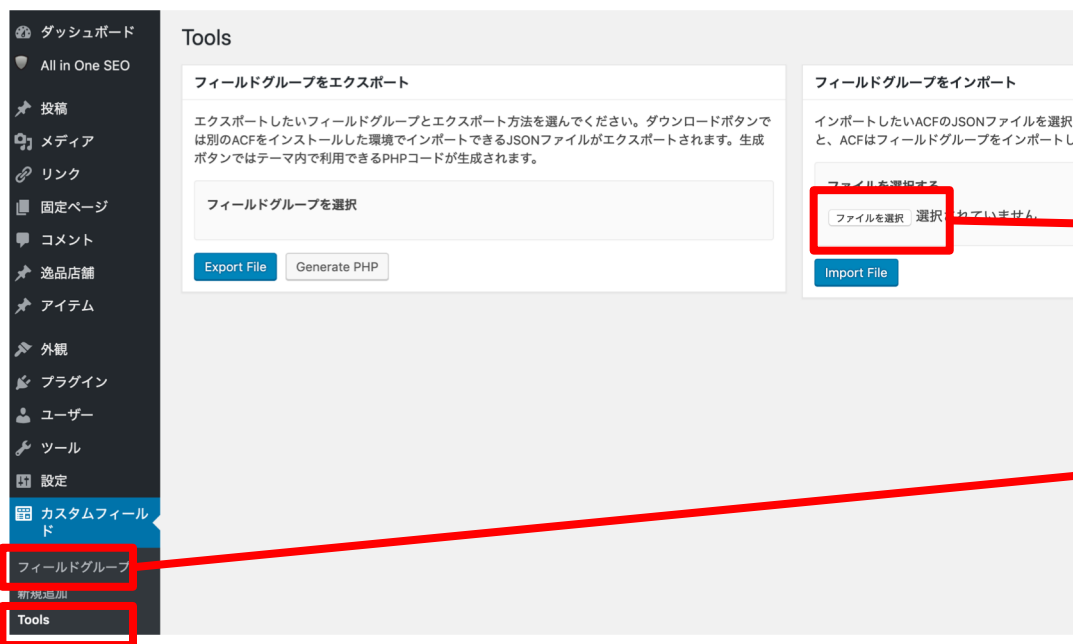 ダッシュボード
All in One SEO
投稿
メディア
リンク
固定ページ
コメント
逸品店舗
アイテム
外観
プラグイン
ユーザー
ツール
設定
カスタムフィール
ド
フィールドグループ
新規追加
Tools
Tools
フィールドグループをエクスポート
エクスポートしたいフィールドグループとエクスポート方法を選んでください。ダウンロードボタンで
は別のACFをインストールした環境でインポートできるJSONファイルがエクスポートされます。生成
ボタンではテーマ内で利用できるPHPコードが生成されます。
フィールドグループを選択
Export File
Generate PHP
フィールドグループをインポート
インポートしたいACFのJSONファイルを選択
と、ACFはフィールドグループをインポートし
ファイルを選択する
ファイルを選択 選択されていません
Import File